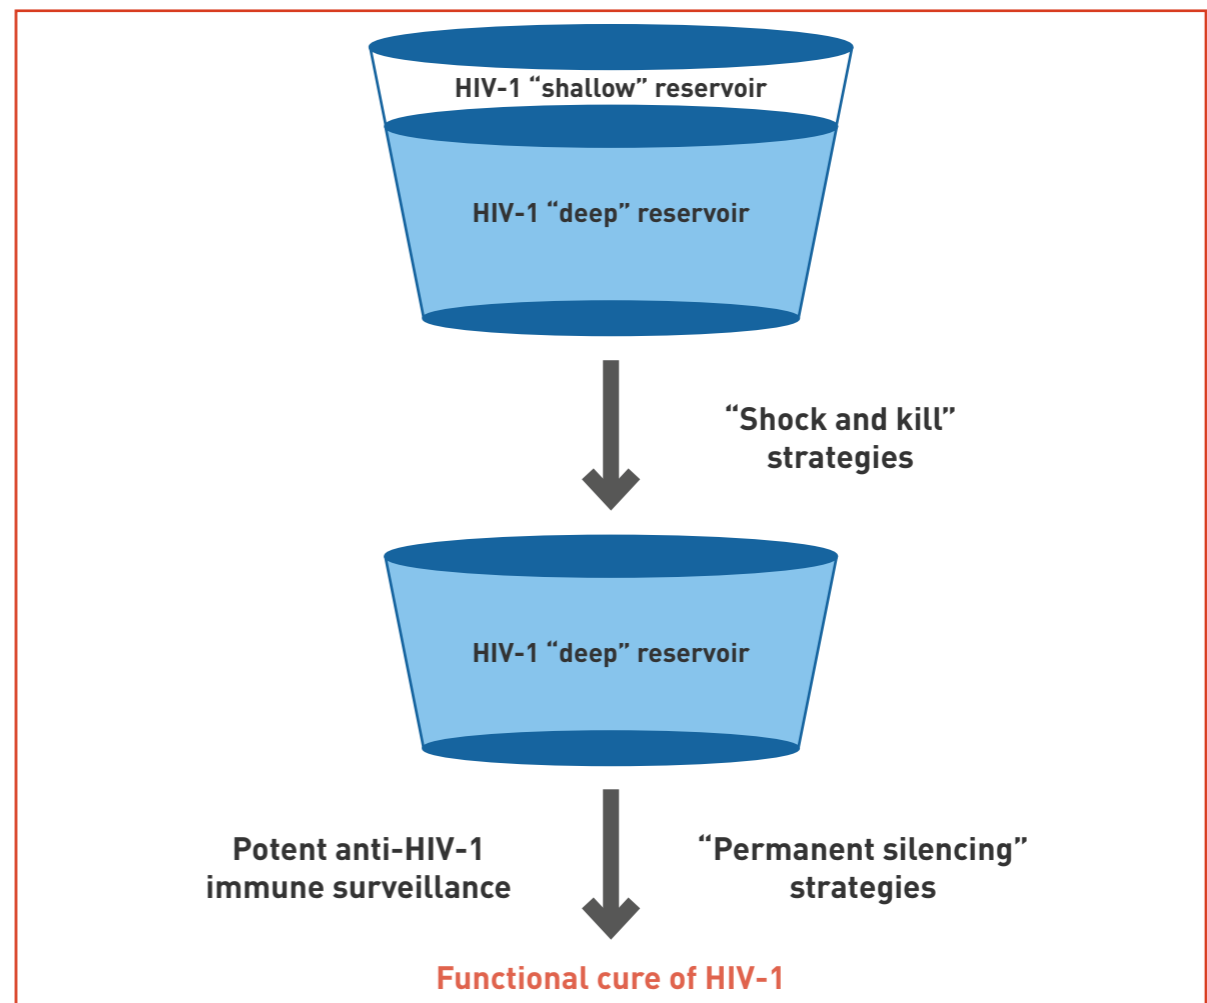 HIV-1 “shallow” reservoir
HIV-1 “deep” reservoir
“Shock and kill”
strategies
HIV-1 “deep” reservoir
Potent anti-HIV-1
immune surveillance
“Permanent silencing”
strategies
Functional cure of HIV-1